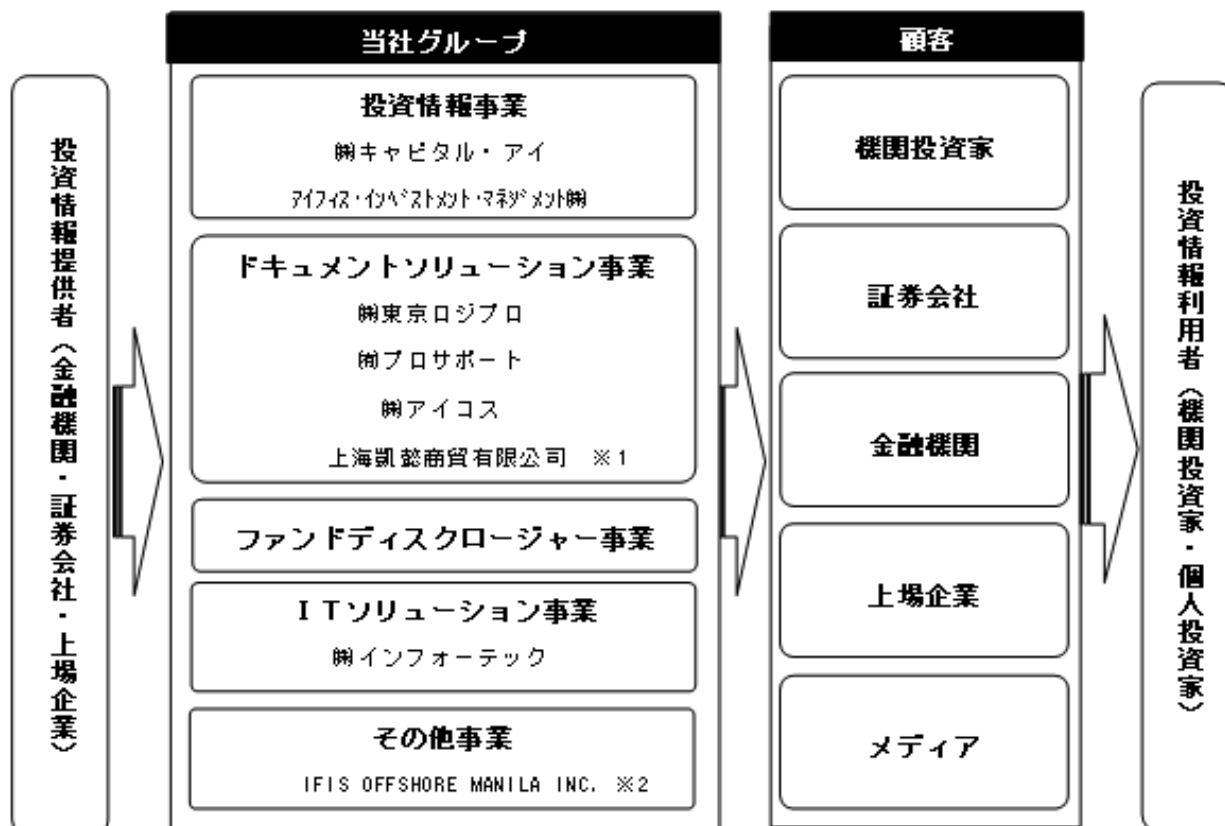 投資情報提供者（金融機関・証券会社・上場企業）
当社グループ
投資情報事業
㈱キャピタル・アイ
ｱｲﾌｨｽ･ｲﾝﾍﾞｽﾄﾒﾝﾄ･ﾏﾈｼﾞﾒﾝﾄ㈱
ドキュメントソリューション事業
㈱東京ロジプロ
㈲プロサポート
㈱アイコス
上海凱懿商貿有限公司　※1
ファンドディスクロージャー事業
ＩＴソリューション事業
㈱インフォーテック
その他事業
IFIS OFFSHORE MANILA INC. ※2
顧客
機関投資家
証券会社
金融機関
上場企業
メディア
投資情報利用者（機関投資家・個人投資家）